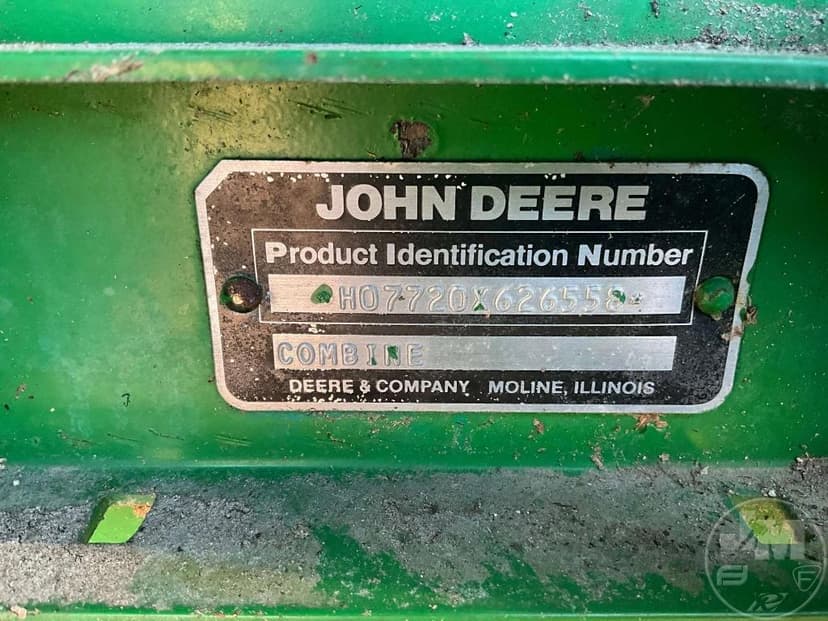 JOHN DEERE
Product Identification Number
*H07720X626558*
COMBINE
DEERE & COMPANY MOLINE, ILLINOIS